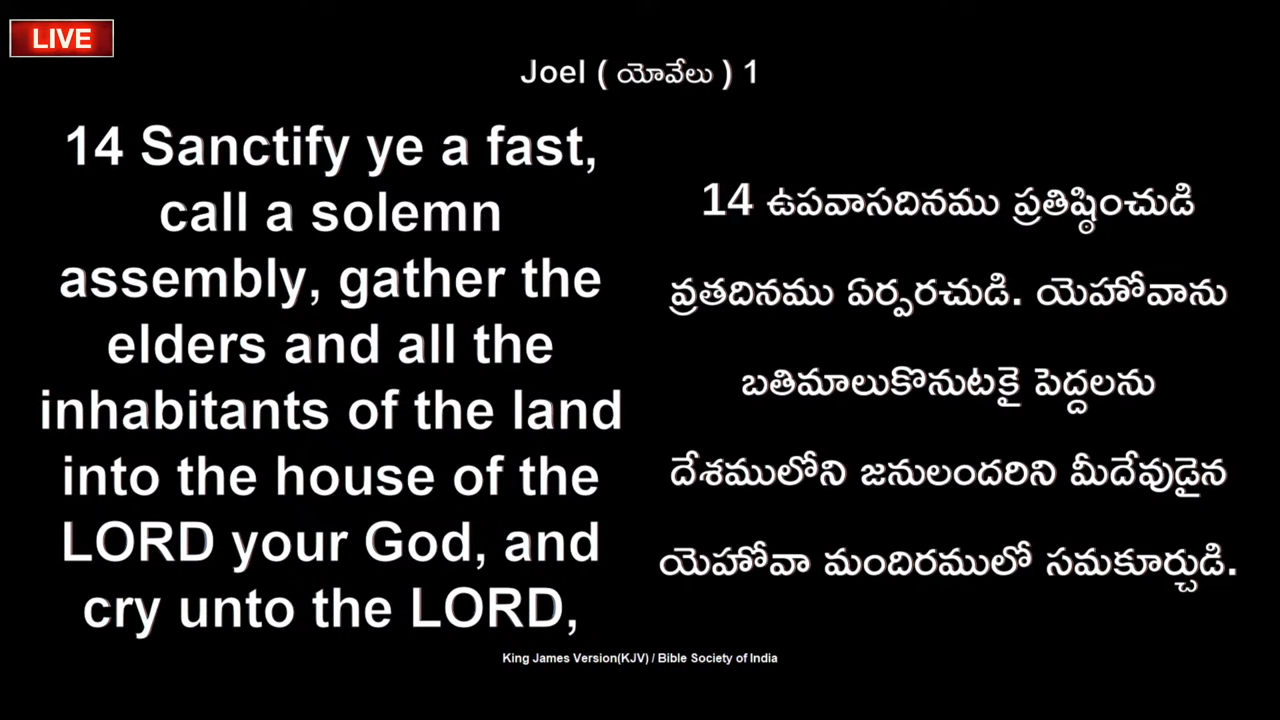 LIVE
Joel ( యోవేలు ) 1
14 Sanctify ye a fast,
call a solemn
assembly, gather the
elders and all the
inhabitants of the land
into the house of the
LORD your God, and
cry unto the LORD,
14 ఉపవాసదినము ప్రతిష్ఠించుడి
వ్రతదినము ఏర్పరచుడి. యెహోవాను
బతిమాలుకొనుటకై పెద్దలను
దేశములోని జనులందరిని మీదేవుడైన
యెహోవా మందిరములో సమకూర్చుడి.
King James Version(KJV) / Bible Society of India